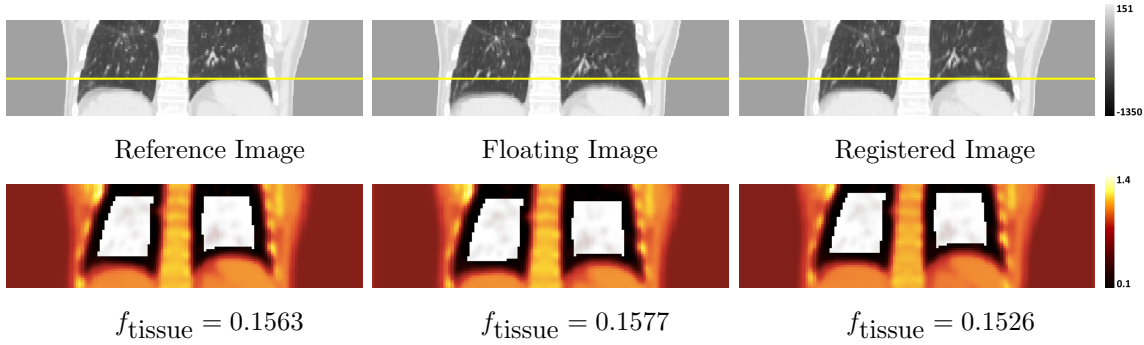 151
-1350
Reference Image Floating Image Registered Image
1.4
0.1
f_tissue = 0.1563 f_tissue = 0.1577 f_tissue = 0.1526